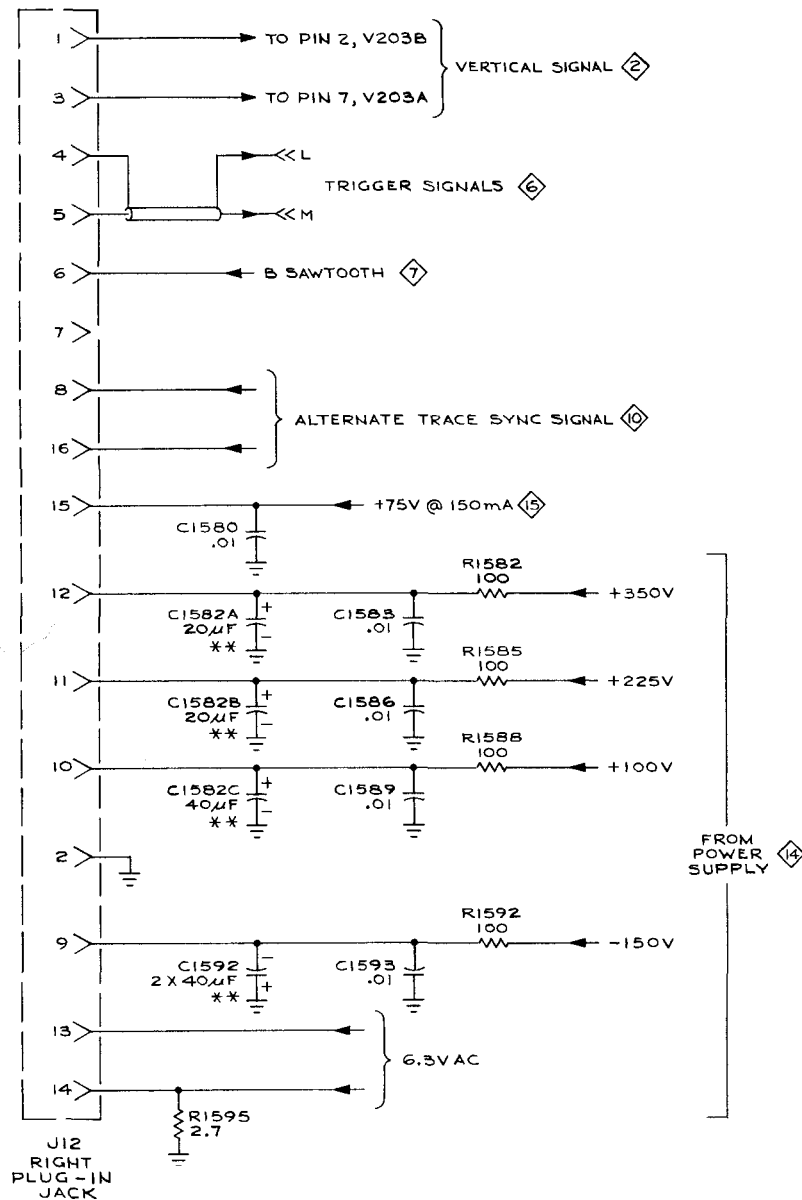 1 TO PIN 2, V203B
VERTICAL SIGNAL 2
3 TO PIN 7, V203A
4 L
TRIGGER SIGNALS 6
5 M
6 B SAWTOOTH 7
7
8
ALTERNATE TRACE SYNC SIGNAL 10
16
15 +75V @ 150mA 15
C1580
.01
R1582
100
12 +350V
C1582A
20µF
**
C1583
.01
R1585
100
11 +225V
C1582B
20µF
**
C1586
.01
R1588
100
10 +100V
C1582C
40µF
**
C1589
.01
2
FROM
POWER
SUPPLY 14
R1592
100
9 -150V
C1592
2 X 40µF
**
C1593
.01
13
6.3V AC
14
R1595
2.7
J12
RIGHT
PLUG-IN
JACK